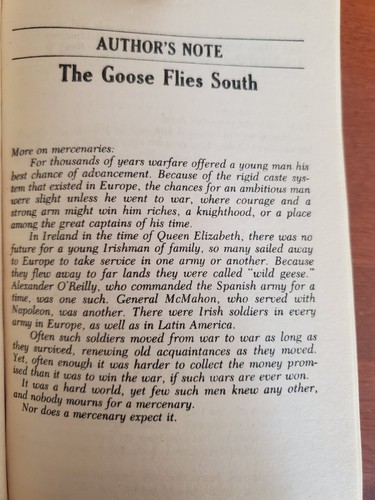 AUTHOR'S NOTE
The Goose Flies South
More on mercenaries:
For thousands of years warfare offered a young man his
best chance of advancement. Because of the rigid caste sys-
tem that existed in Europe, the chances for an ambitious man
were slight unless he went to war, where courage and a
strong arm might win him riches, a knighthood, or a place
among the great captains of his time.
In Ireland in the time of Queen Elizabeth, there was no
future for a young Irishman of family, so many sailed away
to Europe to take service in one army or another. Because
they flew away to far lands they were called "wild geese."
Alexander O'Reilly, who commanded the Spanish army for a
time, was one such. General McMahon, who served with
Napoleon, was another. There were Irish soldiers in every
army in Europe, as well as in Latin America.
Often such soldiers moved from war to war as long as
they survived, renewing old acquaintances as they moved.
Yet, often enough it was harder to collect the money prom-
ised than it was to win the war, if such wars are ever won.
It was a hard world, yet few such men knew any other,
and nobody mourns for a mercenary.
Nor does a mercenary expect it.